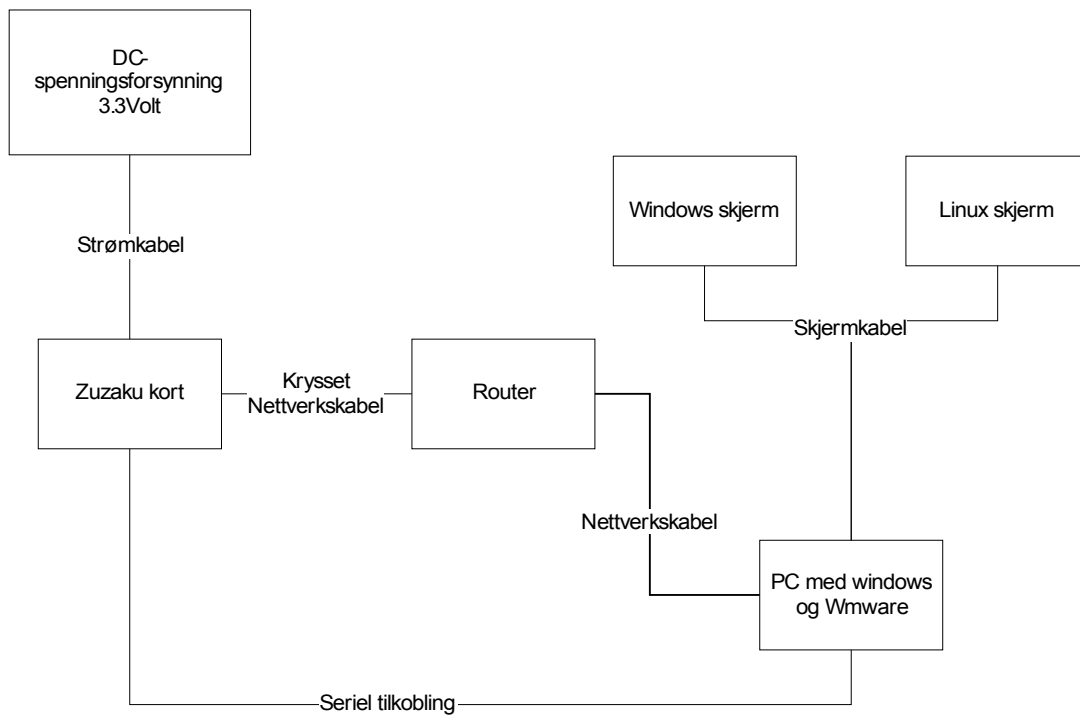 DC-
spenningsforsynning
3.3Volt
Windows skjerm
Linux skjerm
Strømkabel
Skjermkabel
Zuzaku kort
Krysset
Nettverkskabel
Router
Nettverkskabel
PC med windows
og Wmware
Seriel tilkobling